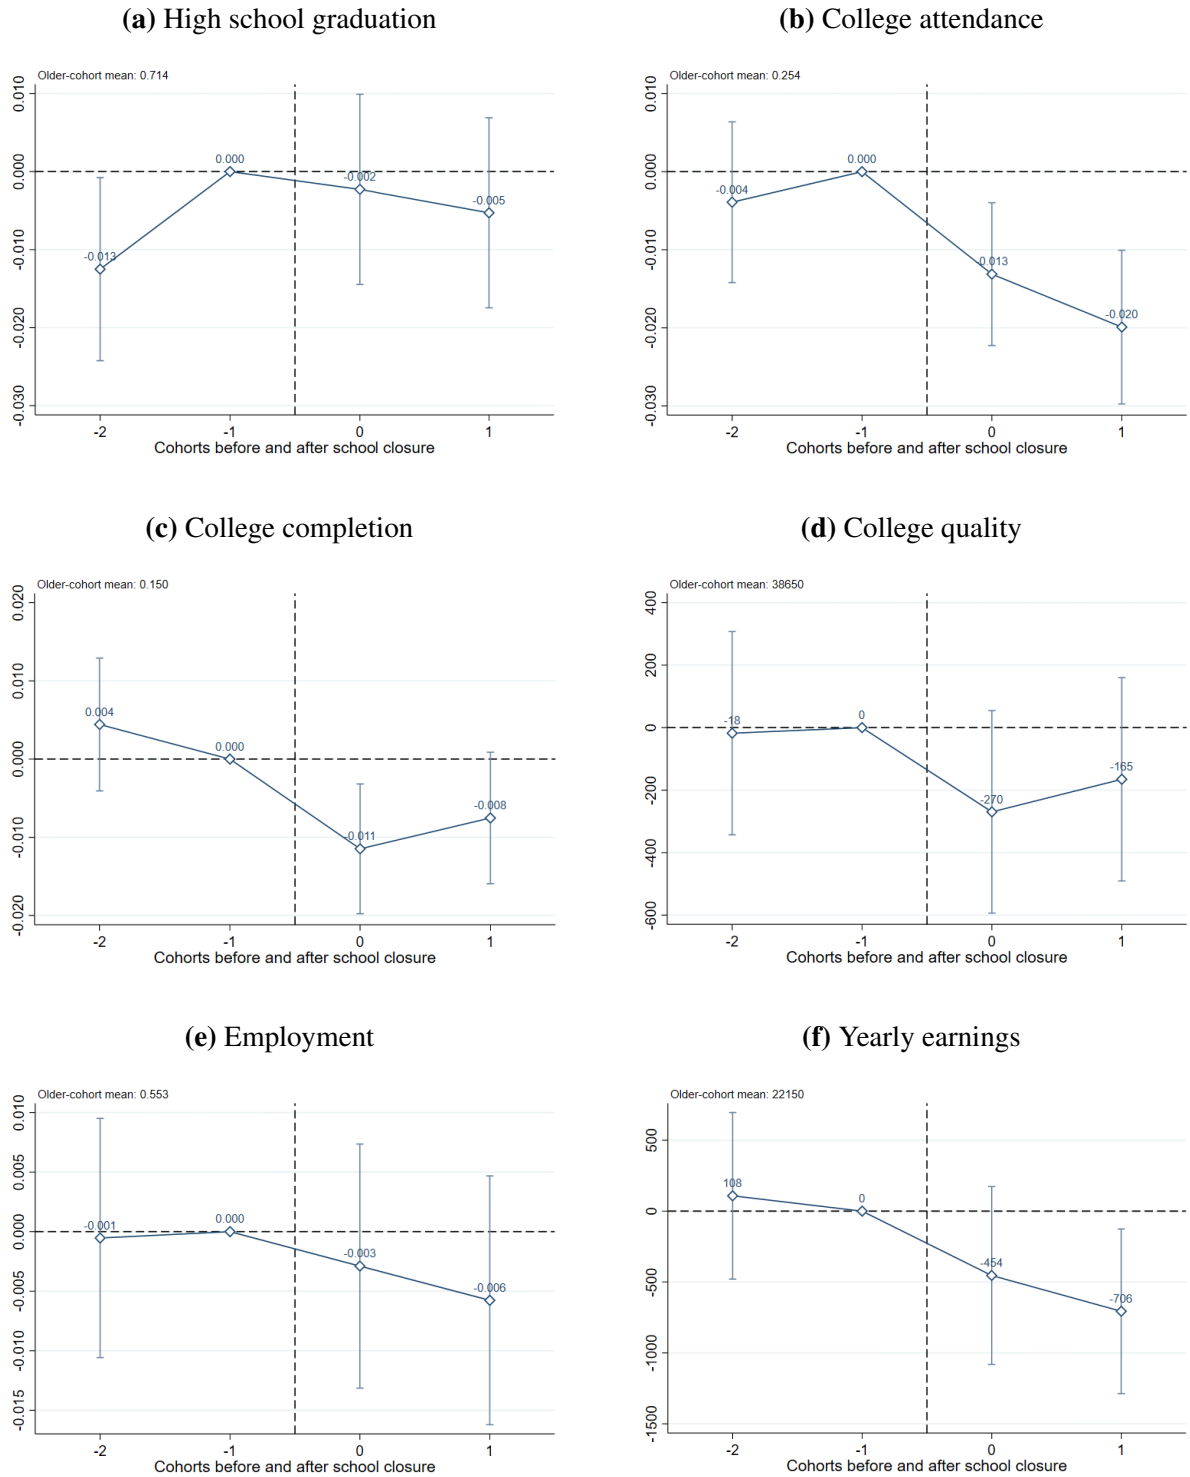 (a) High school graduation
Older-cohort mean: 0.714
0.010
0.000
-0.010
-0.020
-0.030
-0.013
0.000
-0.002
-0.005
-2 -1 0 1
Cohorts before and after school closure
(b) College attendance
Older-cohort mean: 0.254
0.010
0.000
-0.010
-0.020
-0.030
-0.004
0.000
-0.013
-0.020
-2 -1 0 1
Cohorts before and after school closure
(c) College completion
Older-cohort mean: 0.150
0.020
0.010
0.000
-0.010
-0.020
0.004
0.000
-0.011
-0.008
-2 -1 0 1
Cohorts before and after school closure
(d) College quality
Older-cohort mean: 38650
400
200
0
-200
-400
-600
-18
0
-270
-165
-2 -1 0 1
Cohorts before and after school closure
(e) Employment
Older-cohort mean: 0.553
0.010
0.005
0.000
-0.005
-0.010
-0.015
-0.001
0.000
-0.003
-0.006
-2 -1 0 1
Cohorts before and after school closure
(f) Yearly earnings
Older-cohort mean: 22150
500
0
-500
-1000
-1500
108
0
-454
-706
-2 -1 0 1
Cohorts before and after school closure